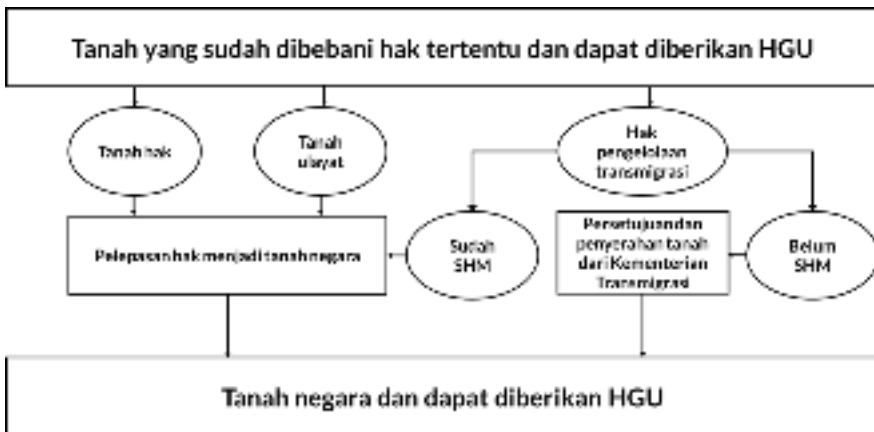 Tanah yang sudah dibebani hak tertentu dan dapat diberikan HGU
Tanah hak
Tanah
ulayat
Hak
pengelolaan
transmigrasi
Pelepasan hak menjadi tanah negara
Sudah
SHM
Persetujuan dan
penyerahan tanah
dari Kementerian
Transmigrasi
Belum
SHM
Tanah negara dan dapat diberikan HGU